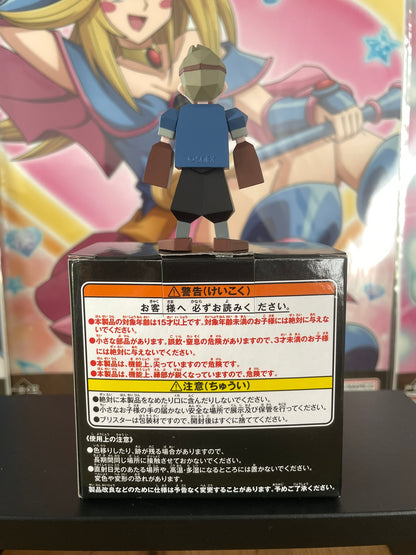 ©SQEX
⚠警告(けいこく)
お客様へ 必ずお読みください。
●本製品の対象年齢は15才以上です。対象年齢未満のお子様には絶対に与え
ないでください。
●小さな部品があります。誤飲・窒息の危険がありますので、3才未満のお子様
には絶対に与えないでください。
●本製品は、機能上、尖っていますので危険です。
●本製品は、機能上、縁部が鋭くなっていますので、危険です。
⚠注意(ちゅうい)
●絶対に本製品をなめたり口に含んだりしないでください。
●小さなお子様の手の届かない安全な場所で展示及び保管を行ってください。
●ブリスターは包装材ですので、開封後はすぐに捨ててください。
《使用上の注意》
●色移りしたり、跡が残る場合がありますので、
長期間同じ場所に接触させておかないでください。
●直射日光のあたる場所や、高温・多湿になるところには置かないでください。
変色や変形の恐れがあります。
製品改良などのために仕様は予告なく変更することがあります。予めご了承ください。